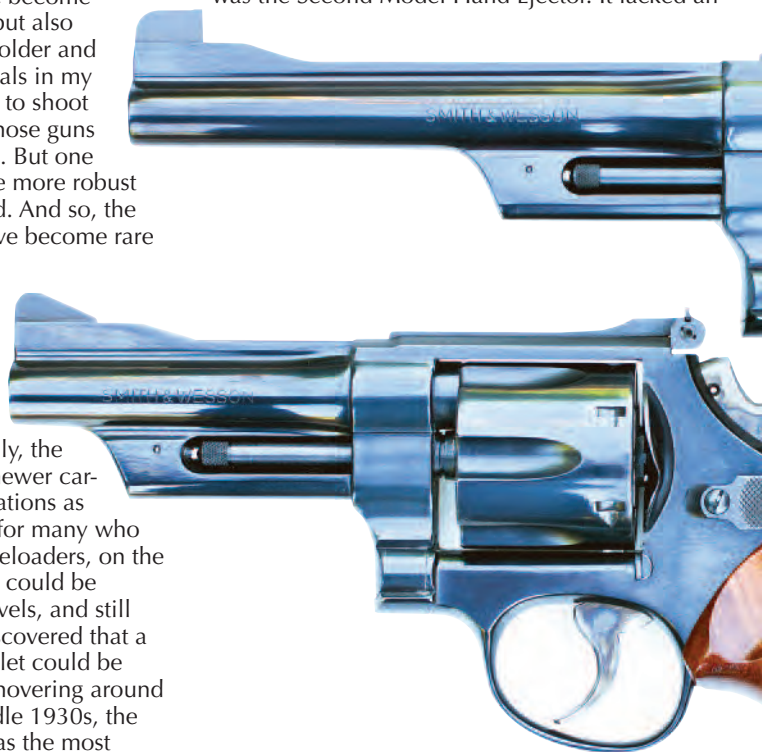 become
was the Second Model Hand Ejector. It lacked an
but also
older and
als in my
to shoot
hose guns
. But one
e more robust
d. And so, the
ve become rare
SMITH & WESSON
SMITH & WESSON
ly, the
ewer car-
ations as
for many who
eloaders, on the
could be
vels, and still
scovered that a
let could be
hovering around
dle 1930s, the
as the most